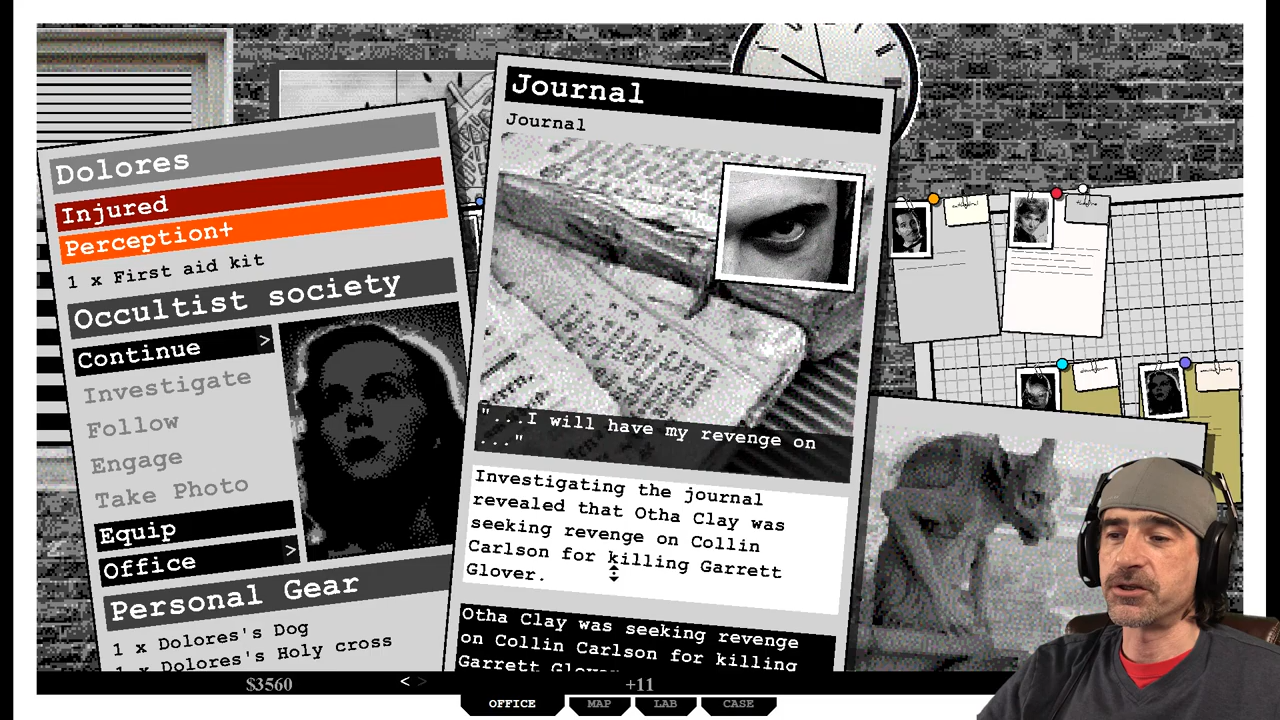 Dolores
Injured
Perception+
1 x First aid kit
Occultist society
Continue >
Investigate
Follow
Engage
Take Photo
Equip
Office >
Personal Gear
1 x Dolores's Dog
1 x Dolores's Holy cross
Journal
Journal
"...I will have my revenge on
..."
Investigating the journal
revealed that Otha Clay was
seeking revenge on Collin
Carlson for killing Garrett
Glover.
Otha Clay was seeking revenge
on Collin Carlson for killing
Garrett Glover
$3560
< >
+11
OFFICE
MAP
LAB
CASE